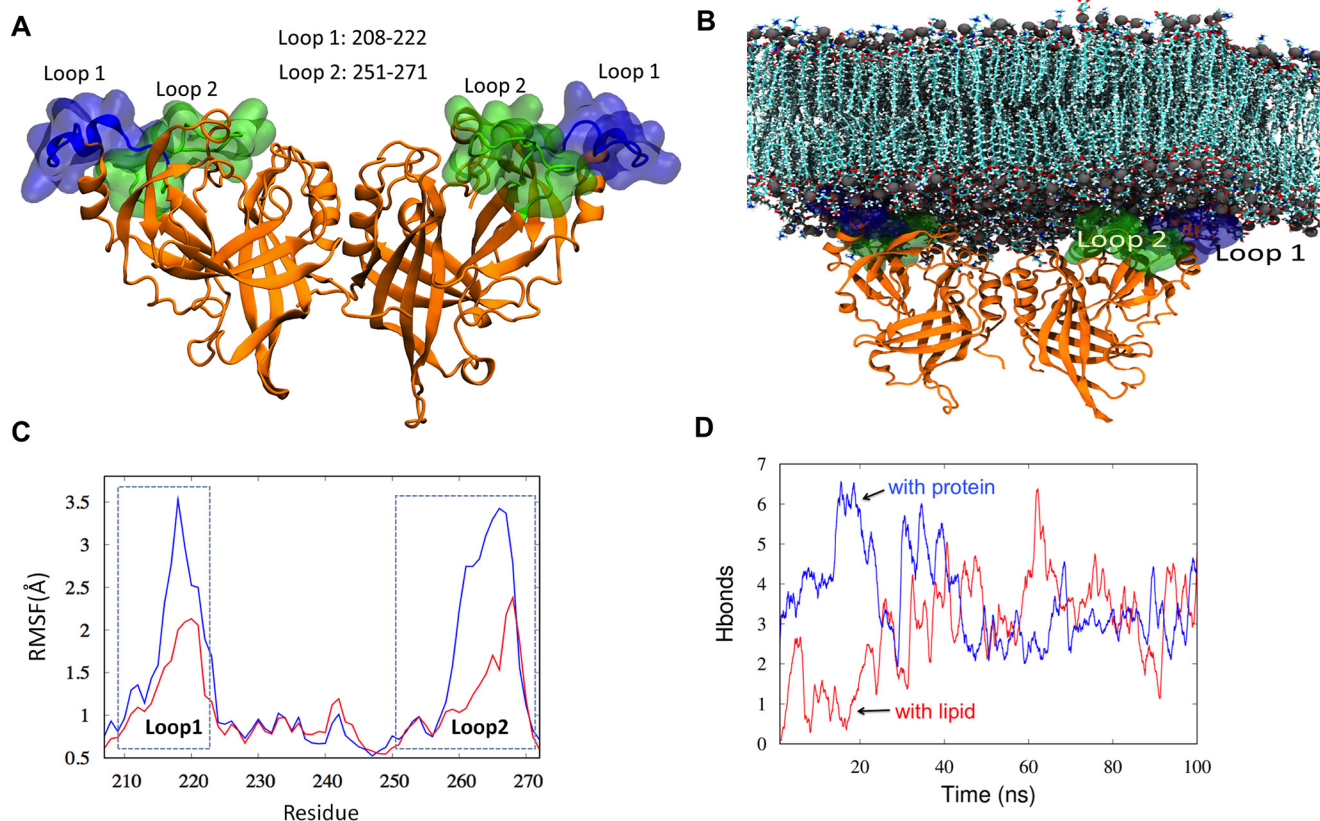 A
Loop 1: 208-222
Loop 2: 251-271
Loop 1
Loop 2
Loop 2
Loop 1
B
Loop 2
Loop 1
C
RMSF(Å)
3.5
3
2.5
2
1.5
1
0.5
Loop1
Loop2
210
220
230
240
250
260
270
Residue
D
Hbonds
7
6
5
4
3
2
1
0
with protein
with lipid
20
40
60
80
100
Time (ns)